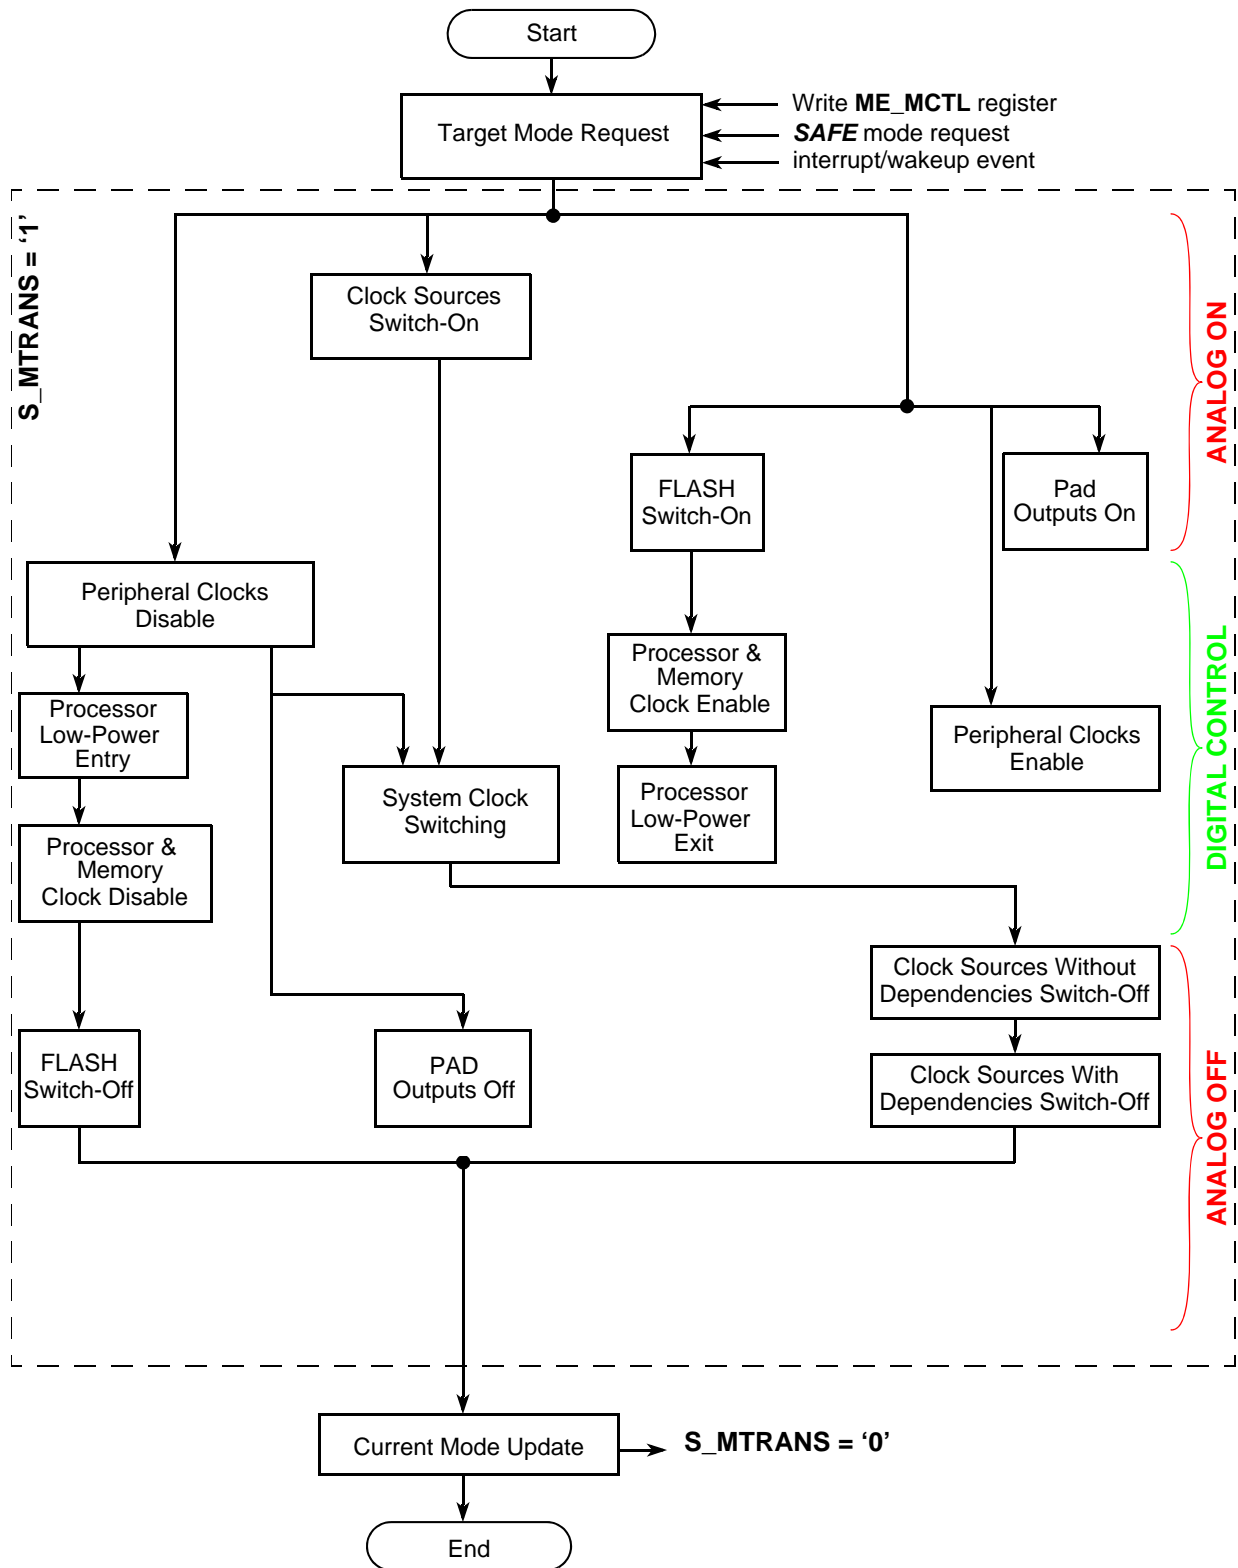 Start
Target Mode Request
Write ME_MCTL register
SAFE mode request
interrupt/wakeup event
S_MTRANS = ‘1’
ANALOG ON
Clock Sources
Switch-On
FLASH
Switch-On
Pad
Outputs On
DIGITAL CONTROL
Peripheral Clocks
Disable
Processor &
Memory
Clock Enable
Processor
Low-Power
Entry
Peripheral Clocks
Enable
System Clock
Switching
Processor
Low-Power
Exit
Processor &
Memory
Clock Disable
ANALOG OFF
Clock Sources Without
Dependencies Switch-Off
FLASH
Switch-Off
PAD
Outputs Off
Clock Sources With
Dependencies Switch-Off
Current Mode Update
S_MTRANS = ‘0’
End